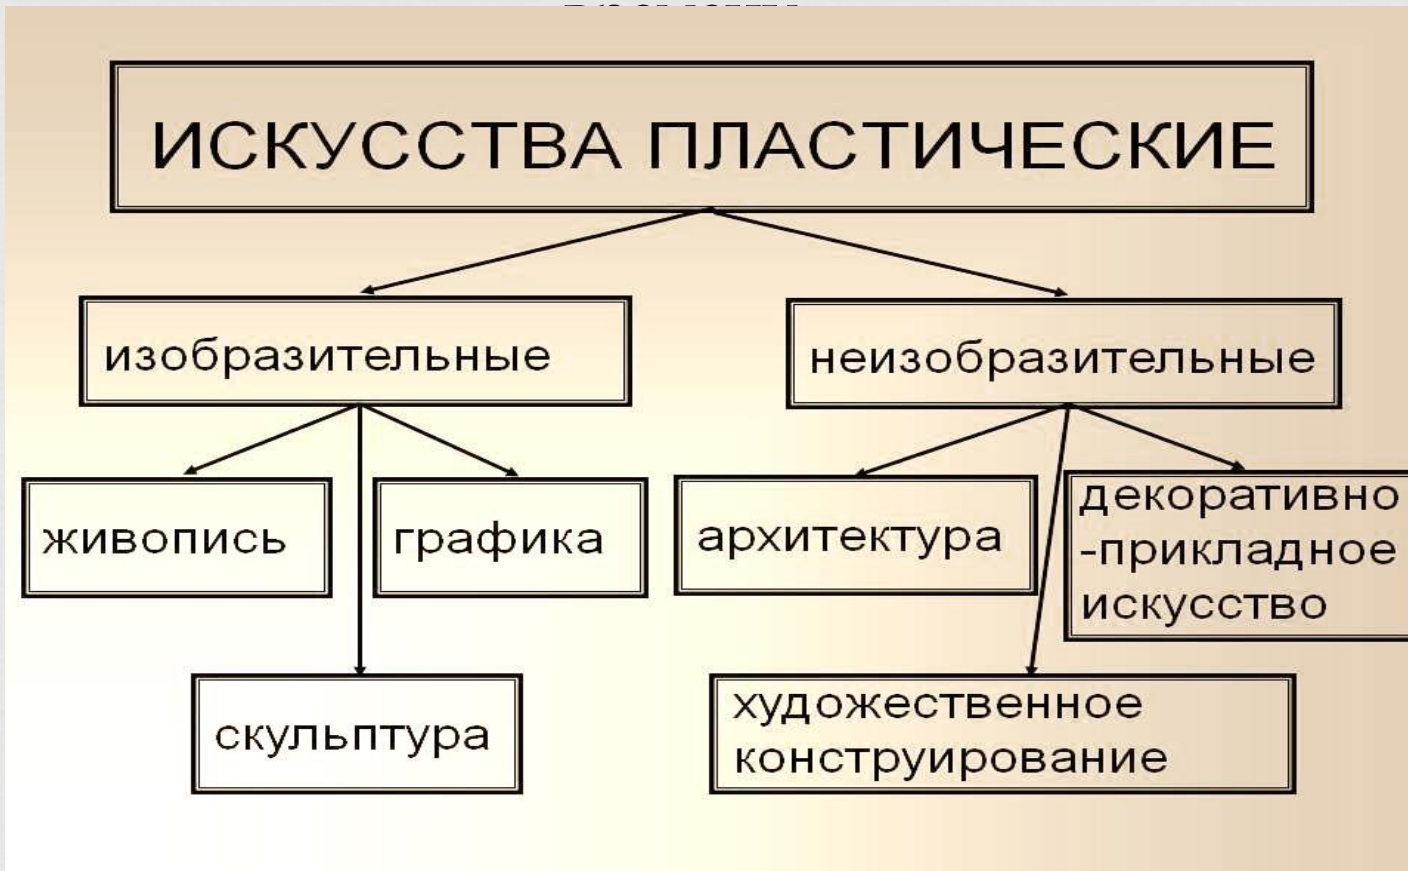 ИСКУССТВА ПЛАСТИЧЕСКИЕ
изобразительные
неизобразительные
живопись
графика
архитектура
декоративно
-прикладное
искусство
скульптура
художественное
конструирование